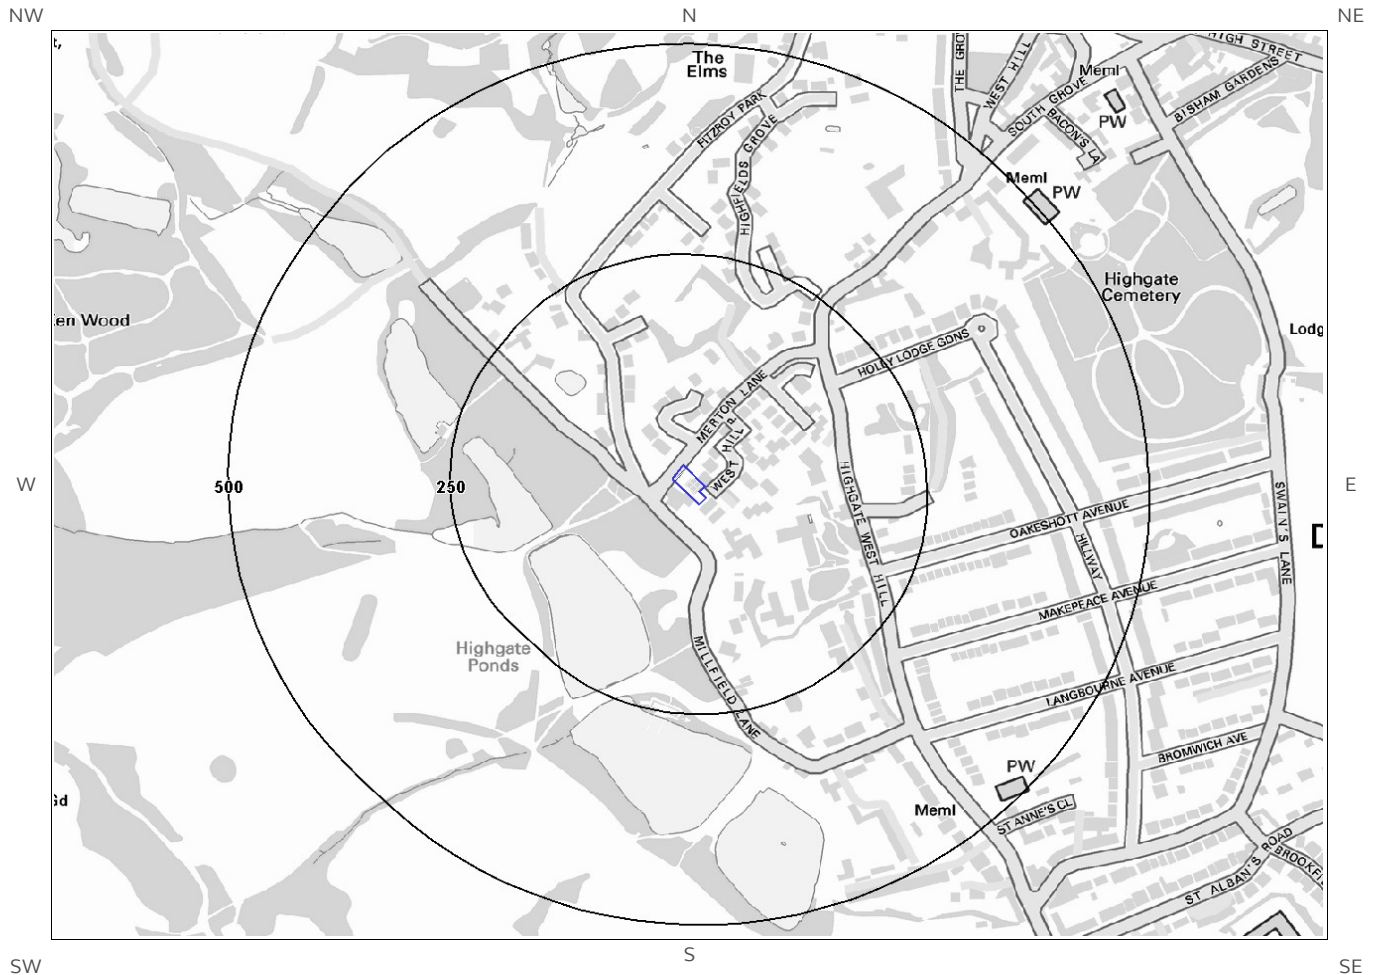 NW
N
NE
t,
The
Elms
THE GRO
WEST HILL
HIGH STREET
Meml
BISHAM GARDENS
SOUTH GROVE
FITZROY PARK
PW
BACON'S LA
HIGHFIELDS GROVE
Meml
PW
Highgate
Cemetery
en Wood
Lodg
HOLLY LODGE GDNS
MERTON LANE
WEST HILL P
W
500
250
E
HIGHGATE WEST HILL
OAKESHOTT AVENUE
SWAIN'S LANE
HILLWAY
D
MAKEPEACE AVENUE
Highgate
Ponds
MILLFIELD LANE
LANGBOURNE AVENUE
BROMWICH AVE
PW
Gd
Meml
ST ANNE'S CL
ST ALBAN'S ROAD
BROOKFI
SW
S
SE